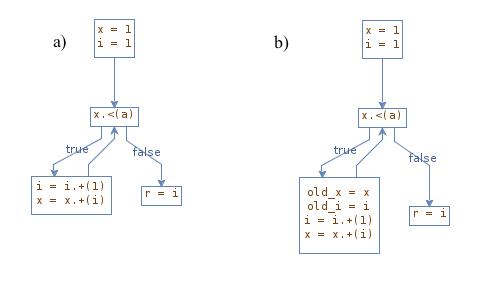 a)
x = 1
i = 1
x.<(a)
true
false
i = i.+(1)
x = x.+(i)
r = i
b)
x = 1
i = 1
x.<(a)
true
false
old_x = x
old_i = i
i = i.+(1)
x = x.+(i)
r = i